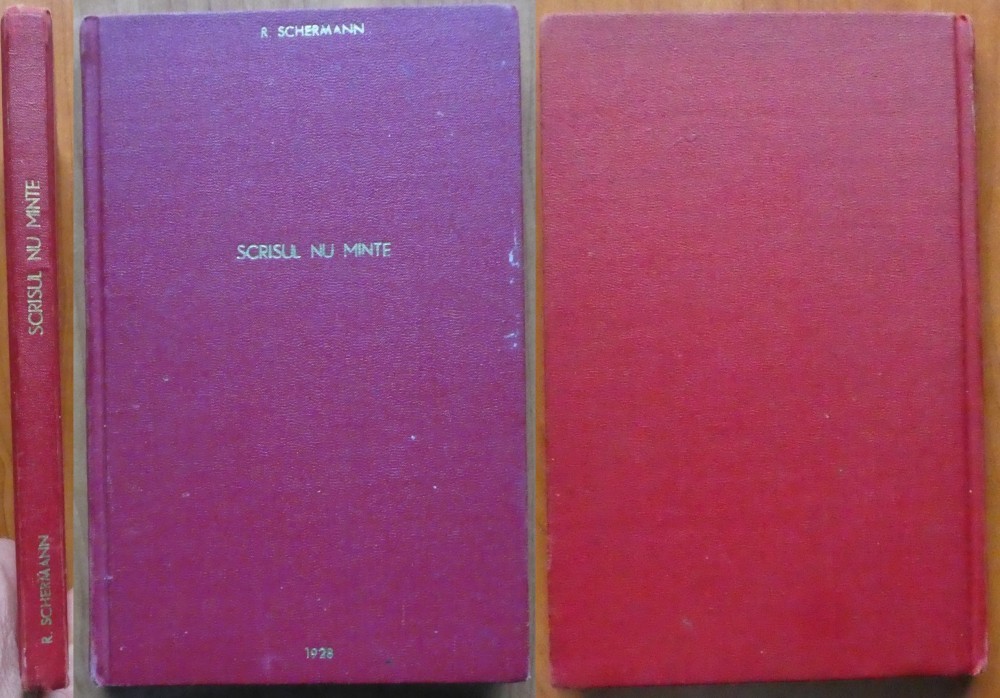 SCRISUL NU MINTE
R. SCHERMANN
R. SCHERMANN
SCRISUL NU MINTE
1928